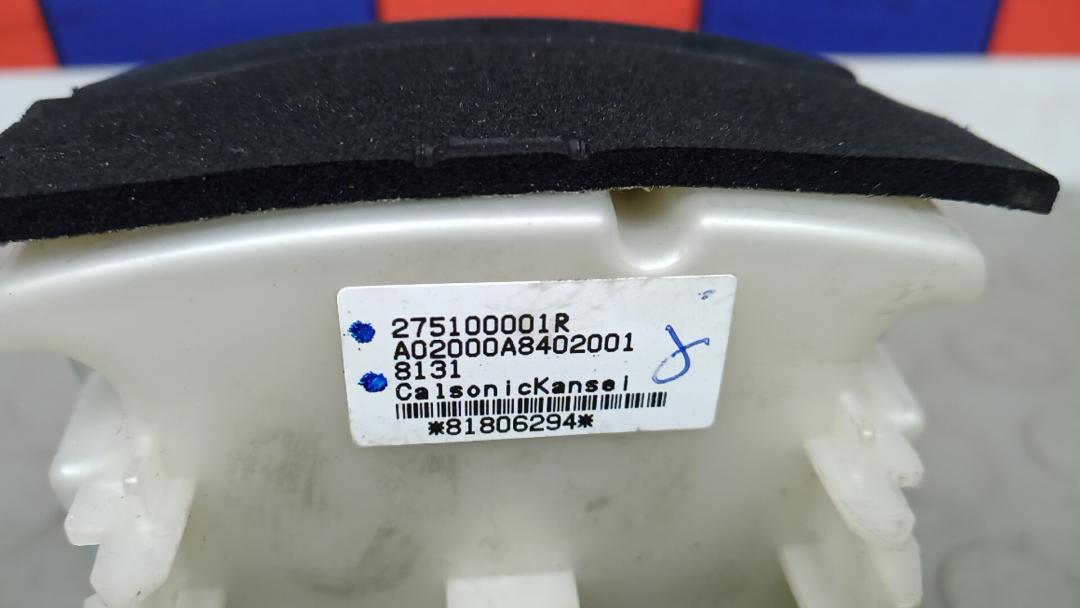 275100001R
A02000A8402001
8131
CalsonicKansei
*81806294*